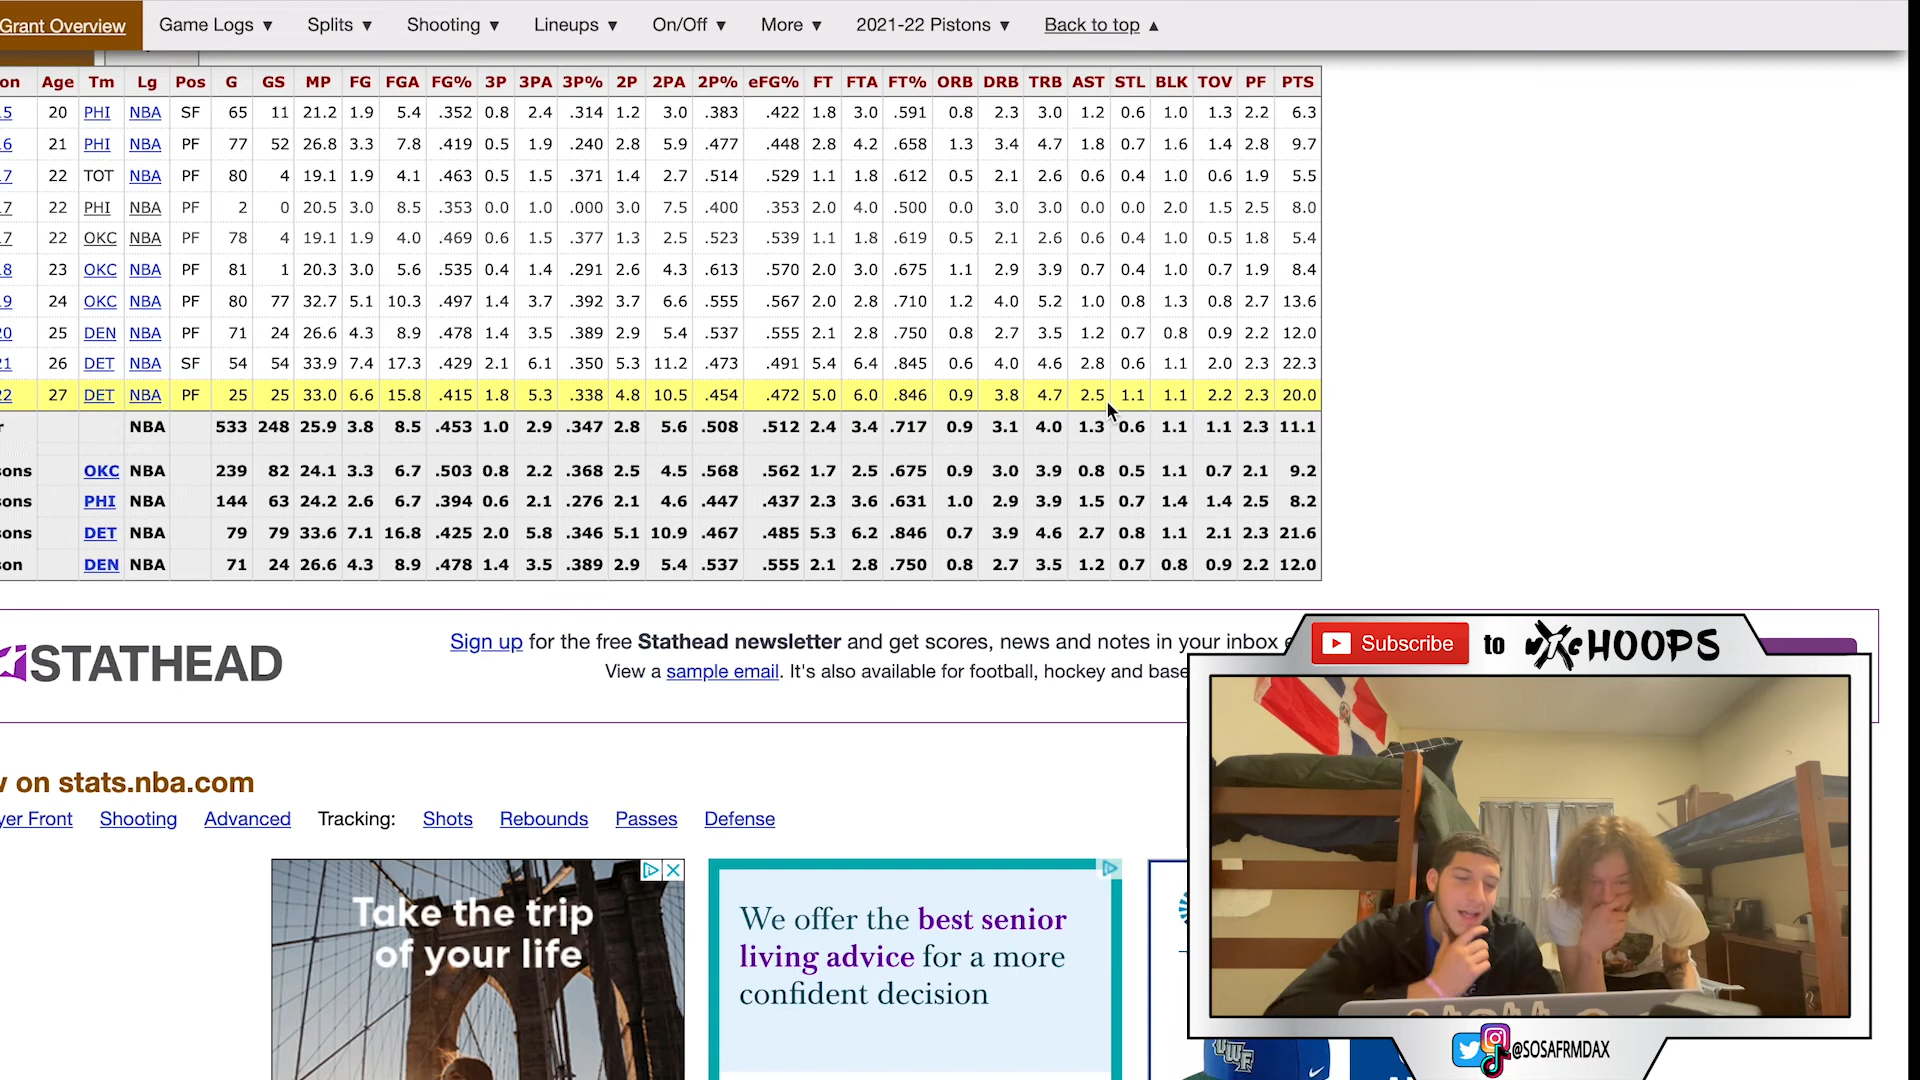 Grant Overview Game Logs ▼ Splits ▼ Shooting ▼ Lineups ▼ On/Off ▼ More ▼ 2021-22 Pistons ▼ Back to top ▲
on Age Tm Lg Pos G GS MP FG FGA FG% 3P 3PA 3P% 2P 2PA 2P% eFG% FT FTA FT% ORB DRB TRB AST STL BLK TOV PF PTS
5 20 PHI NBA SF 65 11 21.2 1.9 5.4 .352 0.8 2.4 .314 1.2 3.0 .383 .422 1.8 3.0 .591 0.8 2.3 3.0 1.2 0.6 1.0 1.3 2.2 6.3
6 21 PHI NBA PF 77 52 26.8 3.3 7.8 .419 0.5 1.9 .240 2.8 5.9 .477 .448 2.8 4.2 .658 1.3 3.4 4.7 1.8 0.7 1.6 1.4 2.8 9.7
7 22 TOT NBA PF 80 4 19.1 1.9 4.1 .463 0.5 1.5 .371 1.4 2.7 .514 .529 1.1 1.8 .612 0.5 2.1 2.6 0.6 0.4 1.0 0.6 1.9 5.5
7 22 PHI NBA PF 2 0 20.5 3.0 8.5 .353 0.0 1.0 .000 3.0 7.5 .400 .353 2.0 4.0 .500 0.0 3.0 3.0 0.0 0.0 2.0 1.5 2.5 8.0
7 22 OKC NBA PF 78 4 19.1 1.9 4.0 .469 0.6 1.5 .377 1.3 2.5 .523 .539 1.1 1.8 .619 0.5 2.1 2.6 0.6 0.4 1.0 0.5 1.8 5.4
8 23 OKC NBA PF 81 1 20.3 3.0 5.6 .535 0.4 1.4 .291 2.6 4.3 .613 .570 2.0 3.0 .675 1.1 2.9 3.9 0.7 0.4 1.0 0.7 1.9 8.4
9 24 OKC NBA PF 80 77 32.7 5.1 10.3 .497 1.4 3.7 .392 3.7 6.6 .555 .567 2.0 2.8 .710 1.2 4.0 5.2 1.0 0.8 1.3 0.8 2.7 13.6
20 25 DEN NBA PF 71 24 26.6 4.3 8.9 .478 1.4 3.5 .389 2.9 5.4 .537 .555 2.1 2.8 .750 0.8 2.7 3.5 1.2 0.7 0.8 0.9 2.2 12.0
21 26 DET NBA SF 54 54 33.9 7.4 17.3 .429 2.1 6.1 .350 5.3 11.2 .473 .491 5.4 6.4 .845 0.6 4.0 4.6 2.8 0.6 1.1 2.0 2.3 22.3
22 27 DET NBA PF 25 25 33.0 6.6 15.8 .415 1.8 5.3 .338 4.8 10.5 .454 .472 5.0 6.0 .846 0.9 3.8 4.7 2.5 1.1 1.1 2.2 2.3 20.0
r NBA 533 248 25.9 3.8 8.5 .453 1.0 2.9 .347 2.8 5.6 .508 .512 2.4 3.4 .717 0.9 3.1 4.0 1.3 0.6 1.1 1.1 2.3 11.1
sons OKC NBA 239 82 24.1 3.3 6.7 .503 0.8 2.2 .368 2.5 4.5 .568 .562 1.7 2.5 .675 0.9 3.0 3.9 0.8 0.5 1.1 0.7 2.1 9.2
sons PHI NBA 144 63 24.2 2.6 6.7 .394 0.6 2.1 .276 2.1 4.6 .447 .437 2.3 3.6 .631 1.0 2.9 3.9 1.5 0.7 1.4 1.4 2.5 8.2
sons DET NBA 79 79 33.6 7.1 16.8 .425 2.0 5.8 .346 5.1 10.9 .467 .485 5.3 6.2 .846 0.7 3.9 4.6 2.7 0.8 1.1 2.1 2.3 21.6
son DEN NBA 71 24 26.6 4.3 8.9 .478 1.4 3.5 .389 2.9 5.4 .537 .555 2.1 2.8 .750 0.8 2.7 3.5 1.2 0.7 0.8 0.9 2.2 12.0
STATHEAD
Sign up for the free Stathead newsletter and get scores, news and notes in your inbox e
View a sample email. It's also available for football, hockey and base
Subscribe to HOOPS
w on stats.nba.com
yer Front Shooting Advanced Tracking: Shots Rebounds Passes Defense
Take the trip
of your life
We offer the best senior
living advice for a more
confident decision
UWF
@SOSAFRMDAX